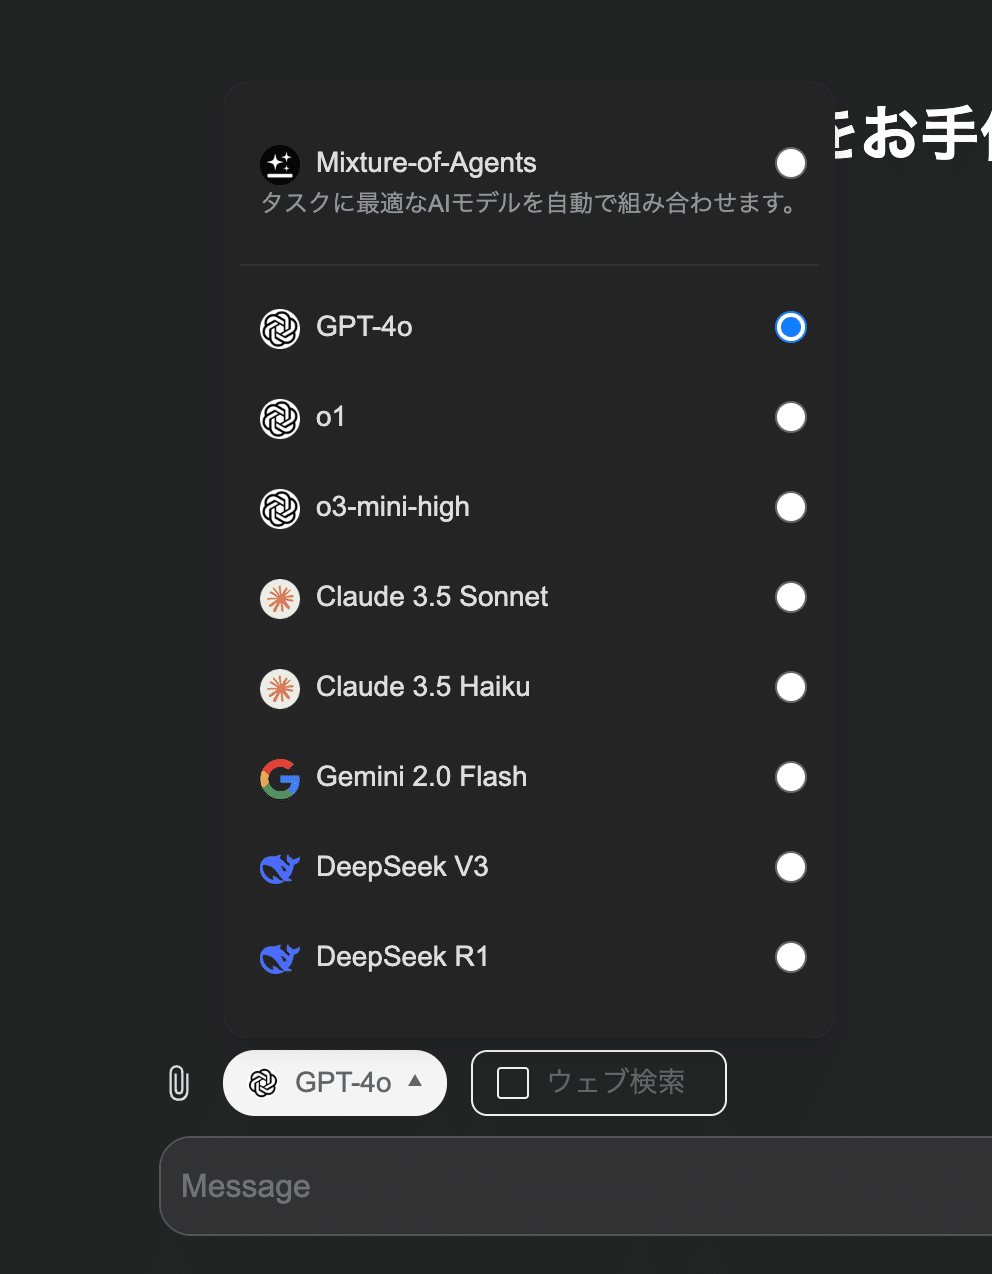 をお手
Mixture-of-Agents
タスクに最適なAIモデルを自動で組み合わせます。
GPT-4o
o1
o3-mini-high
Claude 3.5 Sonnet
Claude 3.5 Haiku
Gemini 2.0 Flash
DeepSeek V3
DeepSeek R1
GPT-4o
ウェブ検索
Message